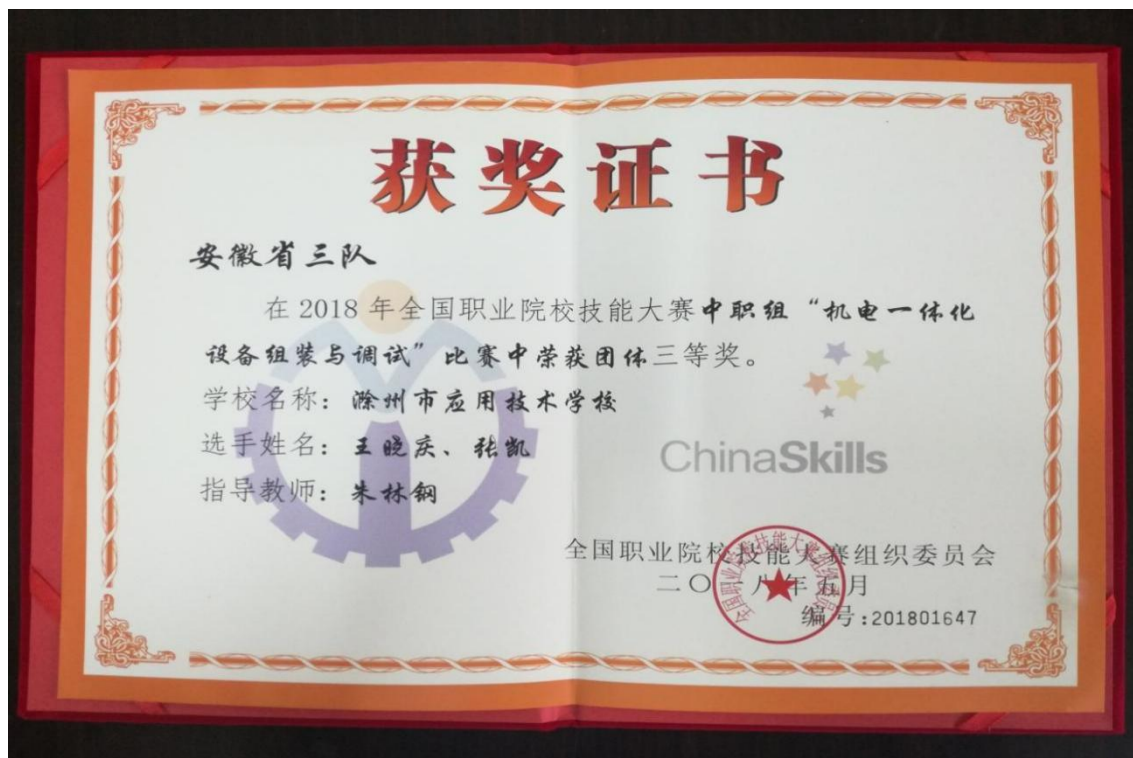 获奖证书
安徽省三队
在 2018 年全国职业院校技能大赛中职组“机电一体化
设备组装与调试”比赛中荣获团体三等奖。
学校名称：滁州市应用技术学校
选手姓名：王晓庆、张凯
指导教师：朱林钢
ChinaSkills
全国职业院校技能大赛组织委员会
二〇一八年五月
编号:201801647